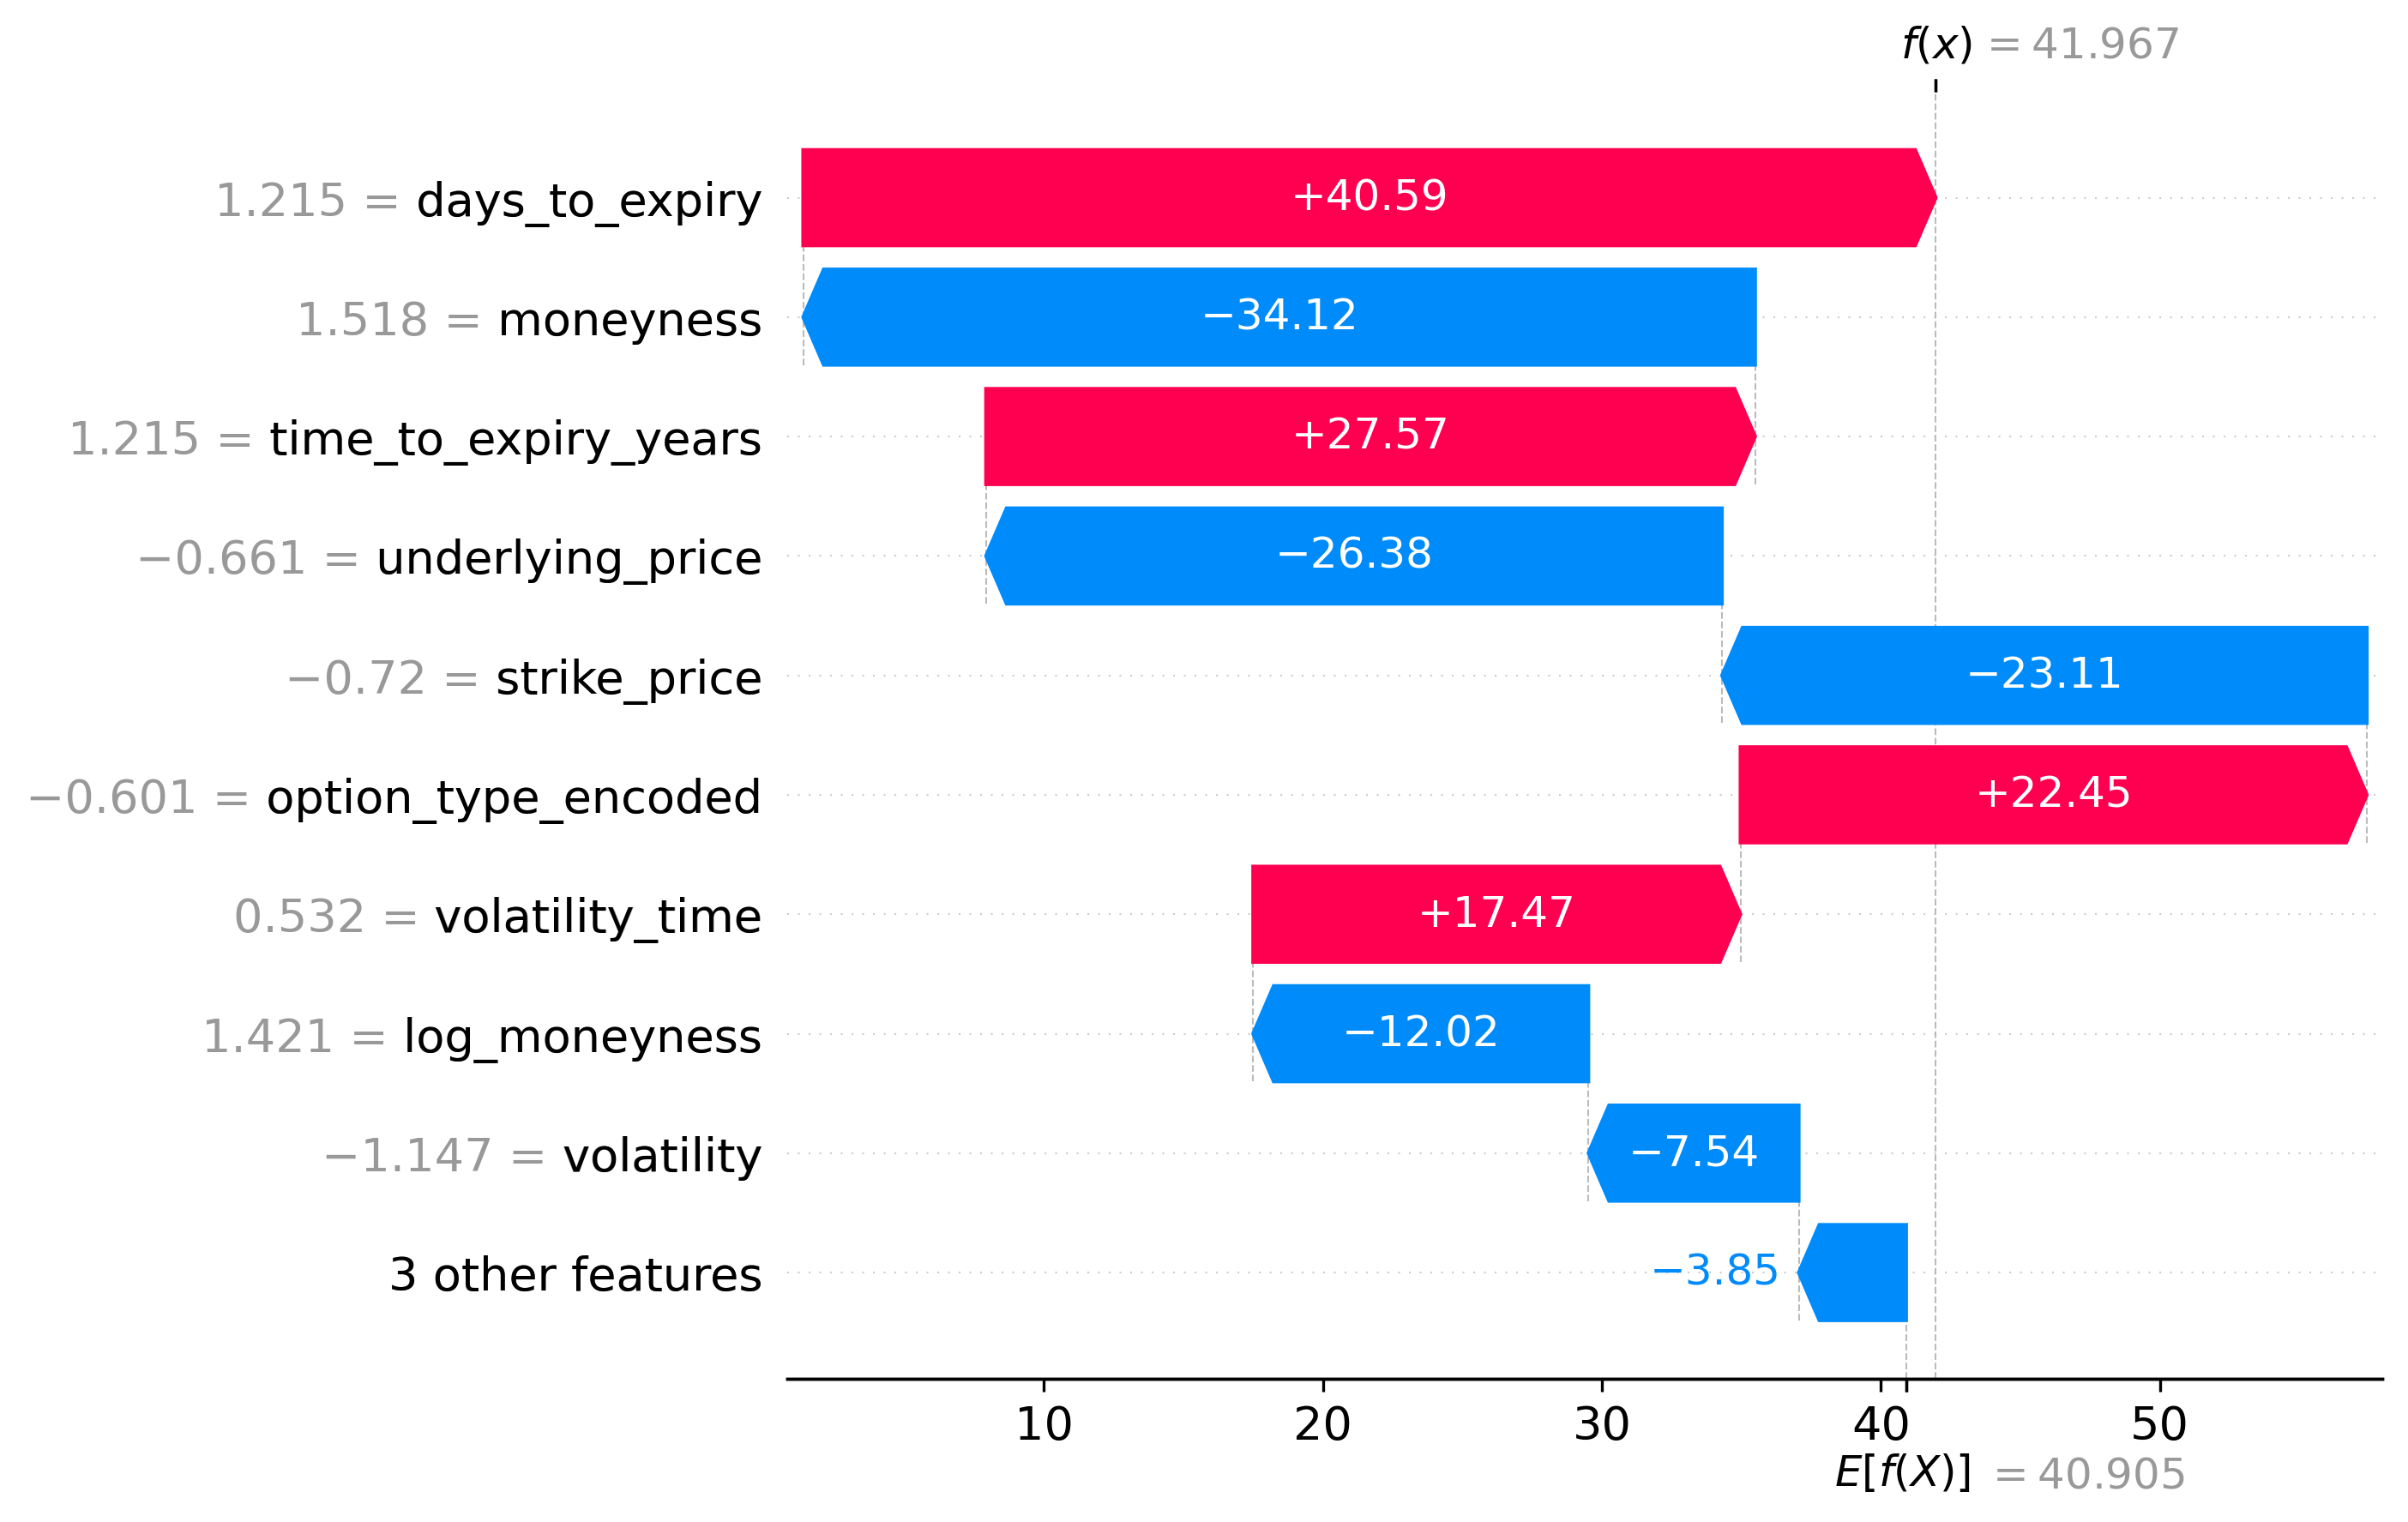 f(x) = 41.967
1.215 = days_to_expiry +40.59
1.518 = moneyness −34.12
1.215 = time_to_expiry_years +27.57
−0.661 = underlying_price −26.38
−0.72 = strike_price −23.11
−0.601 = option_type_encoded +22.45
0.532 = volatility_time +17.47
1.421 = log_moneyness −12.02
−1.147 = volatility −7.54
3 other features −3.85
10 20 30 40 50
E[f(X)] = 40.905